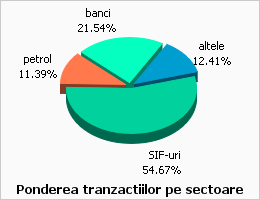 banci
21.54%
altele
12.41%
petrol
11.39%
SIF-uri
54.67%
Ponderea tranzactiilor pe sectoare